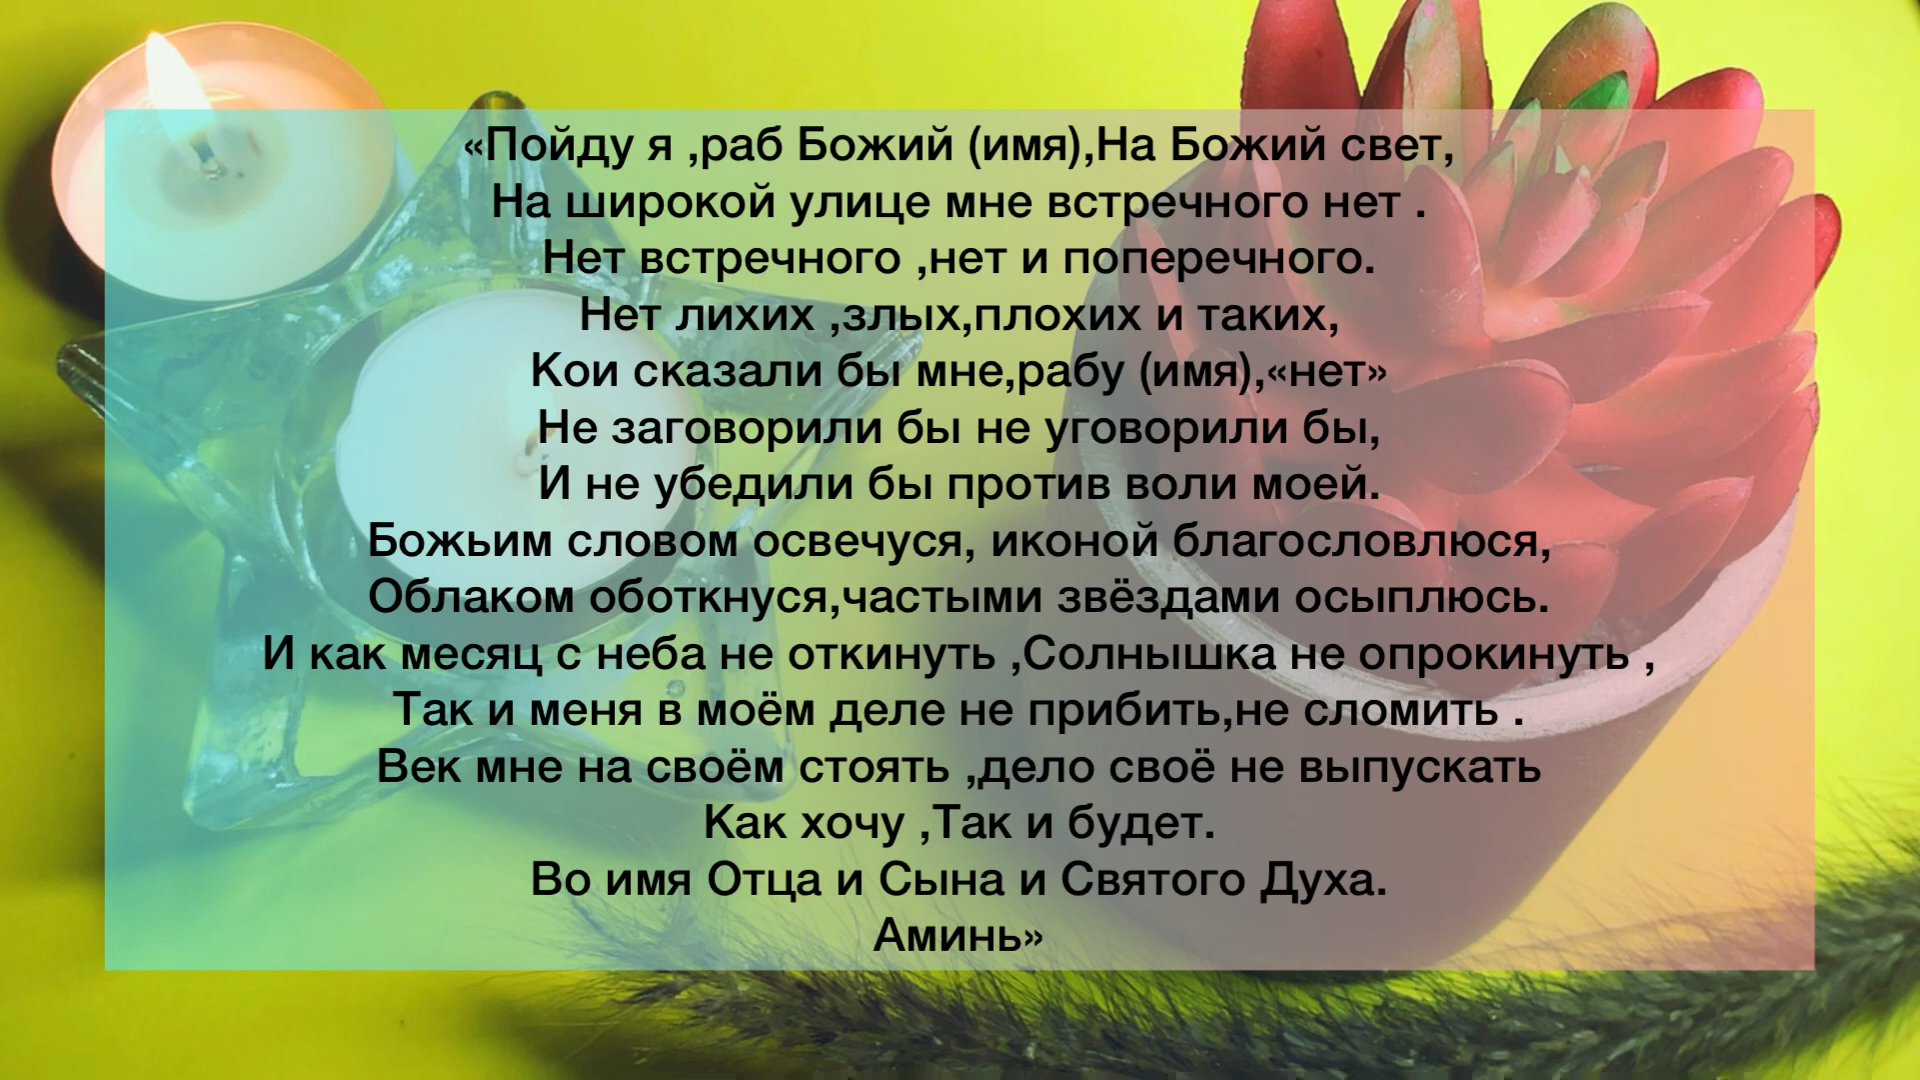 «Пойду я ,раб Божий (имя),На Божий свет,
На широкой улице мне встречного нет .
Нет встречного ,нет и поперечного.
Нет лихих ,злых,плохих и таких,
Кои сказали бы мне,рабу (имя),«нет»
Не заговорили бы не уговорили бы,
И не убедили бы против воли моей.
Божьим словом освечуся, иконой благословлюся,
Облаком оботкнуся,частыми звёздами осыплюсь.
И как месяц с неба не откинуть ,Солнышка не опрокинуть ,
Так и меня в моём деле не прибить,не сломить .
Век мне на своём стоять ,дело своё не выпускать
Как хочу ,Так и будет.
Во имя Отца и Сына и Святого Духа.
Аминь»